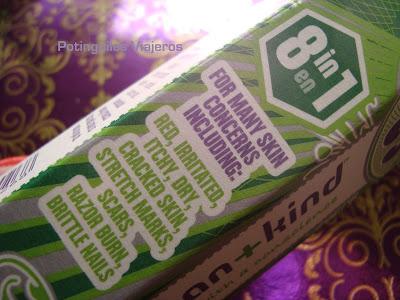 Potinguiles Viajeros
8 in 1
en
FOR MANY SKIN
CONCERNS
INCLUDING:
RED, IRRITATED,
ITCHY, DRY,
CRACKED SKIN,
STRETCH MARKS,
SCARS,
RAZOR BURN,
BRITTLE NAILS
+kind